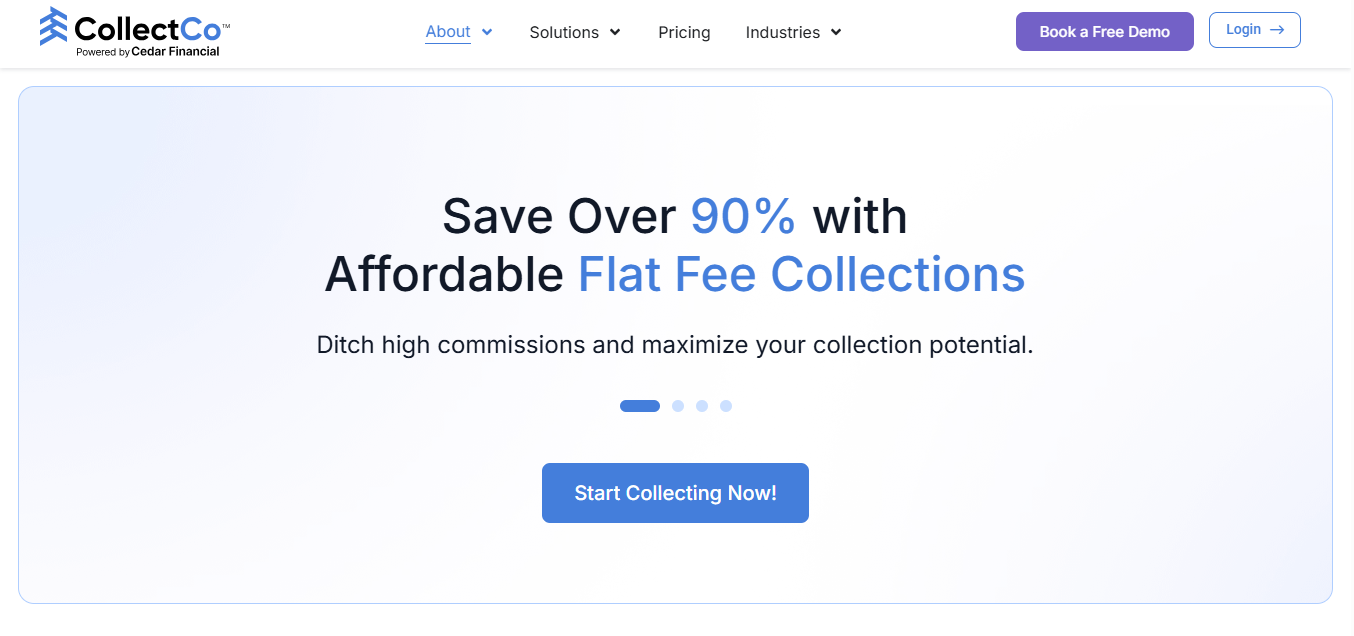 CollectCo™
Powered by Cedar Financial
About
Solutions
Pricing
Industries
Book a Free Demo
Login
Save Over 90% with
Affordable Flat Fee Collections
Ditch high commissions and maximize your collection potential.
Start Collecting Now!